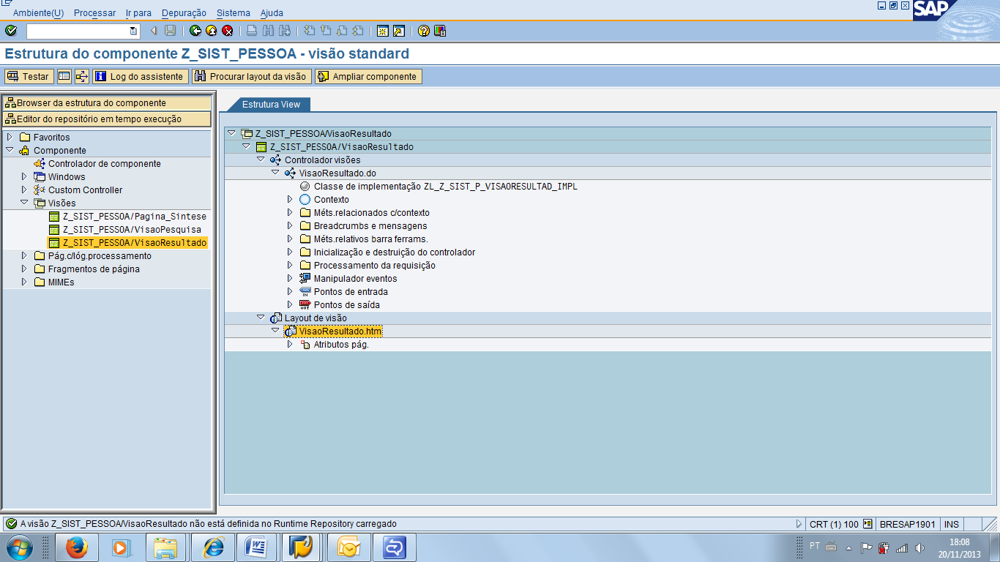 Ambiente(U) Processar Ir para Depuração Sistema Ajuda
SAP
Estrutura do componente Z_SIST_PESSOA - visão standard
Testar Log do assistente Procurar layout da visão Ampliar componente
Browser da estrutura do componente
Editor do repositório em tempo execução
Favoritos
Componente
Controlador de componente
Windows
Custom Controller
Visões
Z_SIST_PESSOA/Pagina_Sintese
Z_SIST_PESSOA/VisaoPesquisa
Z_SIST_PESSOA/VisaoResultado
Pág.c/lóg.processamento
Fragmentos de página
MIMEs
Estrutura View
Z_SIST_PESSOA/VisaoResultado
Z_SIST_PESSOA/VisaoResultado
Controlador visões
VisaoResultado.do
Classe de implementação ZL_Z_SIST_P_VISAORESULTAD_IMPL
Contexto
Méts.relacionados c/contexto
Breadcrumbs e mensagens
Méts.relativos barra ferrams.
Inicialização e destruição do controlador
Processamento da requisição
Manipulador eventos
IN Pontos de entrada
OUT Pontos de saída
Layout de visão
VisaoResultado.htm
Atributos pág.
A visão Z_SIST_PESSOA/VisaoResultado não está definida no Runtime Repository carregado
CRT (1) 100 BRESAP1901 INS
PT
18:08
20/11/2013